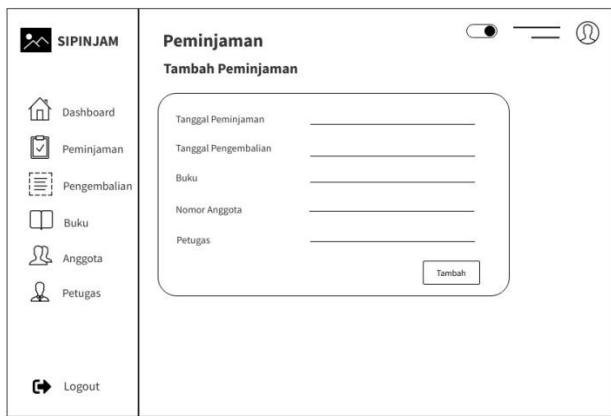 SIPINJAM
Dashboard
Peminjaman
Pengembalian
Buku
Anggota
Petugas
Logout
Peminjaman
Tambah Peminjaman
Tanggal Peminjaman
Tanggal Pengembalian
Buku
Nomor Anggota
Petugas
Tambah